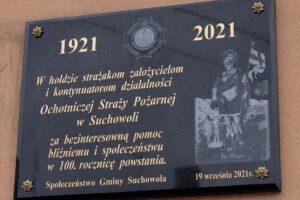 1921 2021
W hołdzie strażakom założycielom
i kontynuatorom działalności
Ochotniczej Straży Pożarnej
w Suchowoli
za bezinteresowną pomoc
bliźniemu i społeczeństwu
w 100. rocznicę powstania.
Społeczeństwo Gminy Suchowola 19 września 2021r.